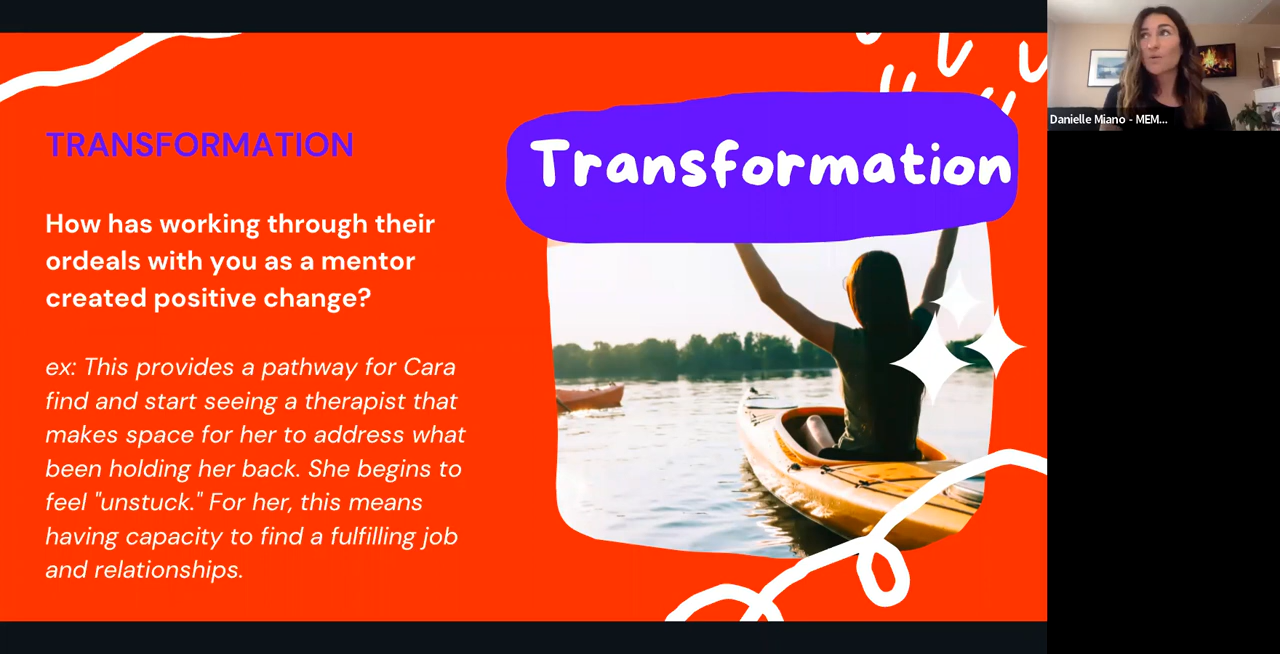 TRANSFORMATION
How has working through their
ordeals with you as a mentor
created positive change?
ex: This provides a pathway for Cara
find and start seeing a therapist that
makes space for her to address what
been holding her back. She begins to
feel "unstuck." For her, this means
having capacity to find a fulfilling job
and relationships.
Transformation
Danielle Miano - MEM...